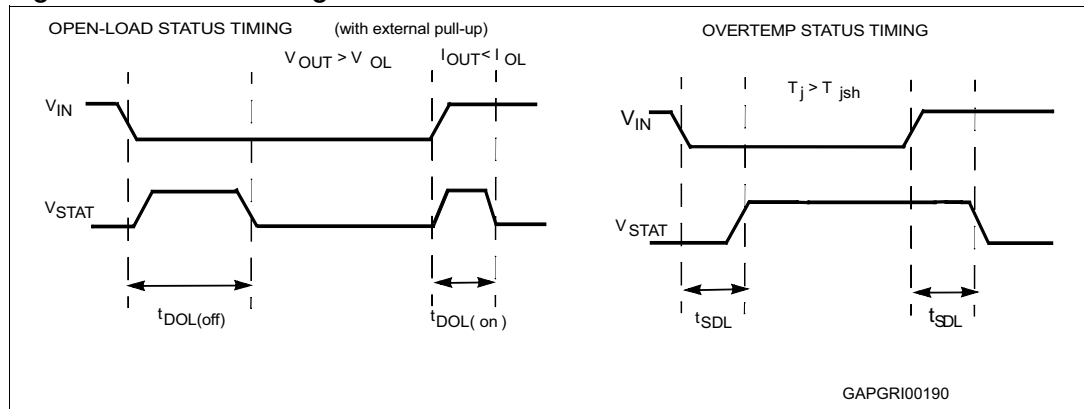 OPEN-LOAD STATUS TIMING (with external pull-up)
V OUT > V OL
I OUT < I OL
V IN
V STAT
t DOL(off)
t DOL( on )
OVERTEMP STATUS TIMING
T j > T jsh
V IN
V STAT
t SDL
t SDL
GAPGRI00190